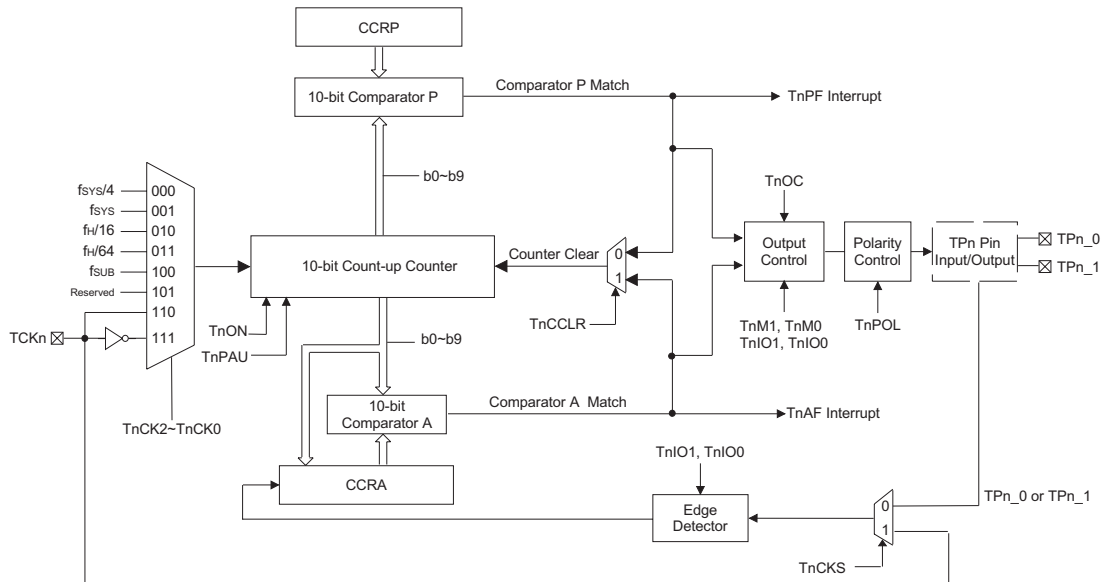 CCRP
10-bit Comparator P
Comparator P Match
TnPF Interrupt
b0~b9
fSYS/4
000
fSYS
001
fH/16
010
fH/64
011
fSUB
100
Reserved
101
110
111
TCKn
TnCK2~TnCK0
10-bit Count-up Counter
TnON
TnPAU
Counter Clear
0
1
TnCCLR
TnOC
Output
Control
TnM1, TnM0
TnIO1, TnIO0
Polarity
Control
TnPOL
TPn Pin
Input/Output
TPn_0
TPn_1
b0~b9
10-bit
Comparator A
Comparator A Match
TnAF Interrupt
CCRA
TnIO1, TnIO0
Edge
Detector
0
1
TPn_0 or TPn_1
TnCKS